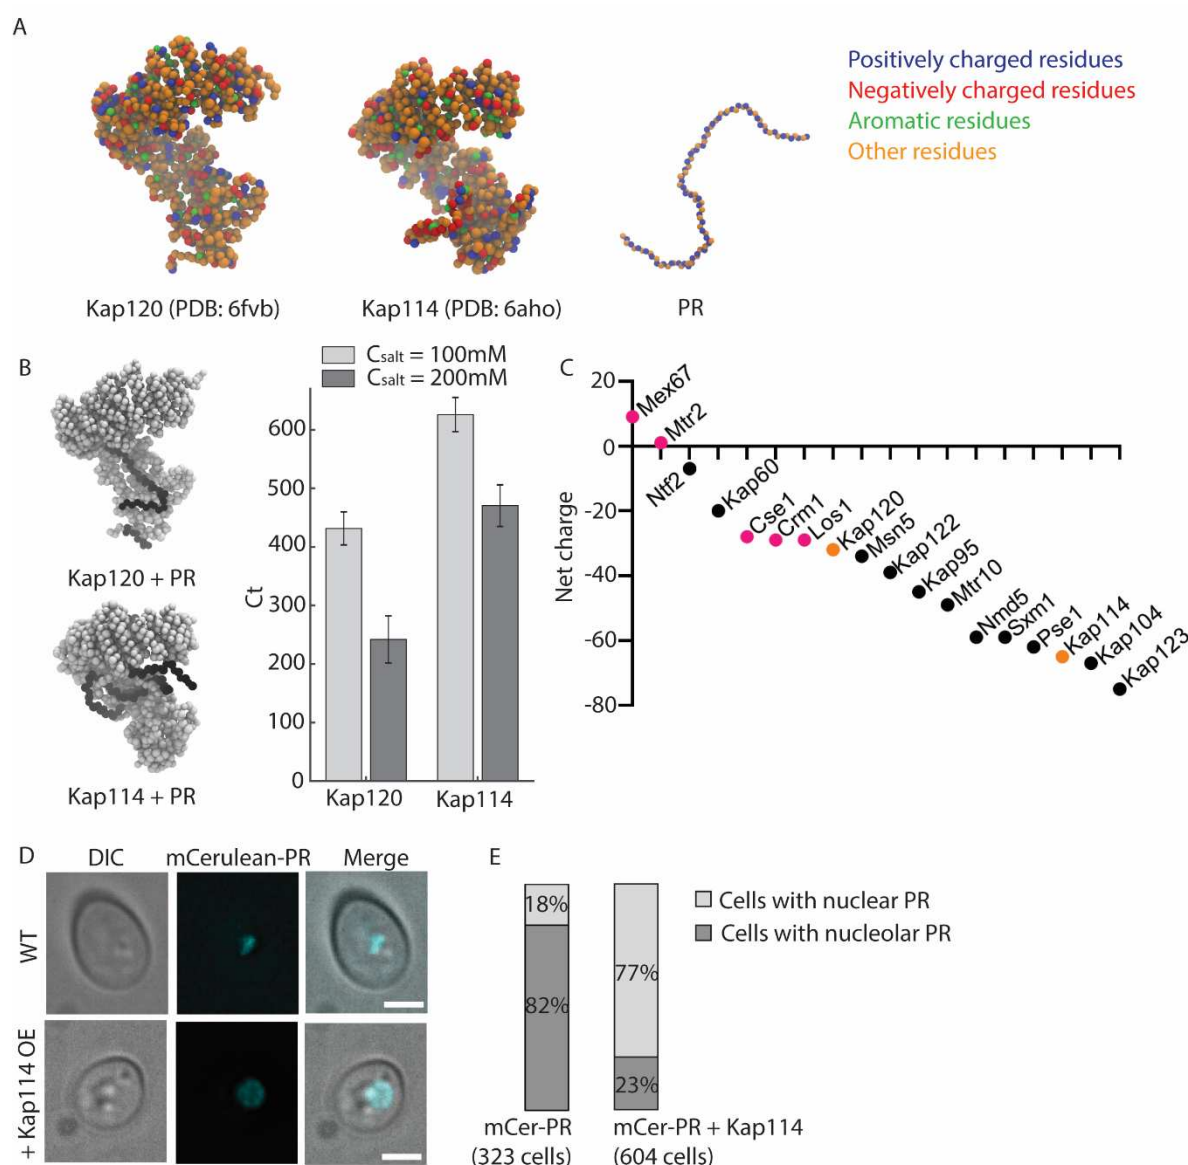 A
Positively charged residues
Negatively charged residues
Aromatic residues
Other residues
Kap120 (PDB: 6fvb)
Kap114 (PDB: 6aho)
PR
B
Kap120 + PR
Kap114 + PR
Csalt = 100mM
Csalt = 200mM
Ct
600
500
400
300
200
100
0
Kap120
Kap114
C
Net charge
20
0
-20
-40
-60
-80
Mex67
Mtr2
Ntf2
Kap60
Cse1
Crm1
Los1
Kap120
Msn5
Kap122
Kap95
Mtr10
Nmd5
Sxm1
Pse1
Kap114
Kap104
Kap123
D
DIC
mCerulean-PR
Merge
WT
+ Kap114 OE
E
18%
82%
77%
23%
Cells with nuclear PR
Cells with nucleolar PR
mCer-PR
(323 cells)
mCer-PR + Kap114
(604 cells)